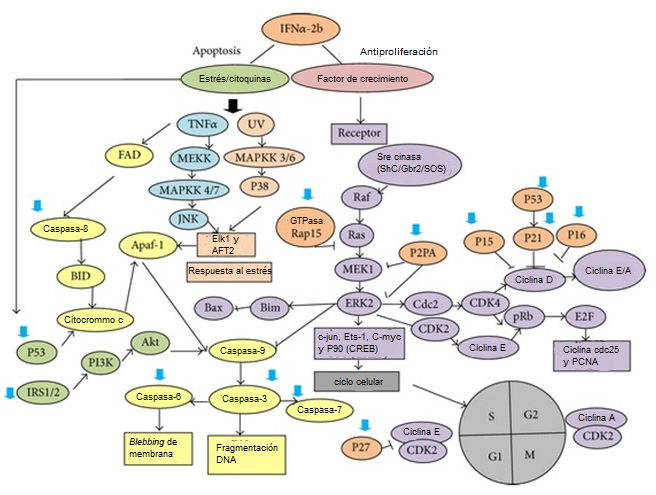 IFNα-2b
Apoptosis
Antiproliferación
Estrés/citoquinas
Factor de crecimiento
TNFα
UV
Receptor
FAD
MEKK
MAPKK 3/6
Sre cinasa
(ShC/Gbr2/SOS)
MAPKK 4/7
P38
Raf
P53
Caspasa-8
JNK
GTPasa
Rap15
Ras
P2PA
P15
P21
P16
Apaf-1
Elk1 y
AFT2
Respuesta al estrés
MEK1
Ciclina D
Ciclina E/A
BID
Bax
Bim
ERK2
Cdc2
CDK4
Citocrommo c
CDK2
pRb
E2F
P53
Akt
PI3K
Caspasa-9
c-jun, Ets-1, C-myc
y P90 (CREB)
Ciclina E
Ciclina cdc25
y PCNA
IRS1/2
ciclo celular
Caspasa-6
Caspasa-3
Caspasa-7
S
G2
G1
M
Ciclina A
CDK2
Ciclina E
CDK2
P27
Blebbing de
membrana
Fragmentación
DNA